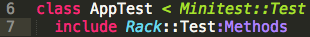 6 class AppTest < Minitest::Test
7 include Rack::Test:Methods